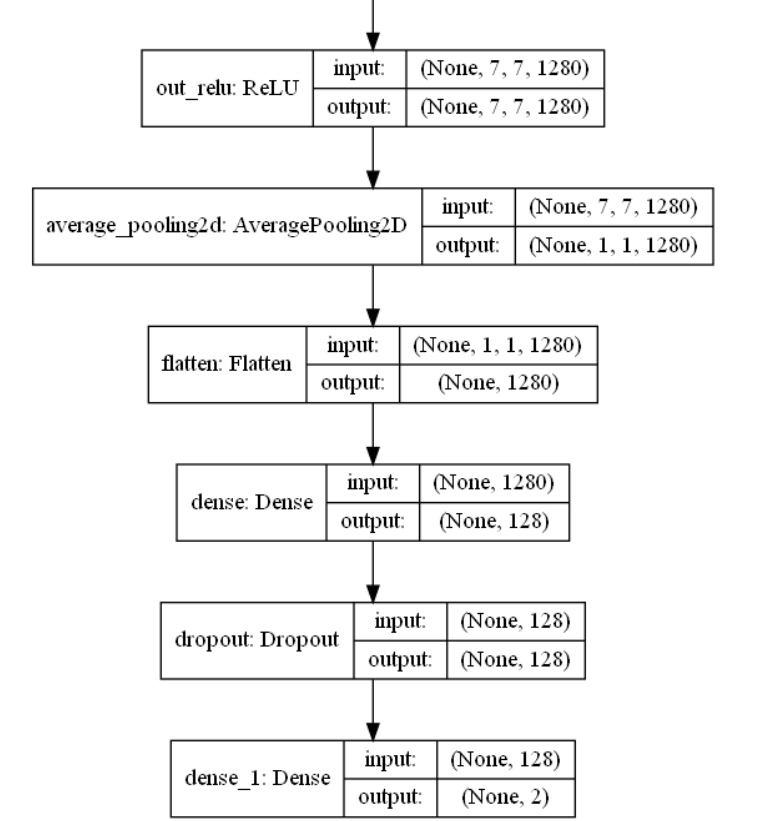 out_relu: ReLU
input:
(None, 7, 7, 1280)
output:
(None, 7, 7, 1280)
average_pooling2d: AveragePooling2D
input:
(None, 7, 7, 1280)
output:
(None, 1, 1, 1280)
flatten: Flatten
input:
(None, 1, 1, 1280)
output:
(None, 1280)
dense: Dense
input:
(None, 1280)
output:
(None, 128)
dropout: Dropout
input:
(None, 128)
output:
(None, 128)
dense_1: Dense
input:
(None, 128)
output:
(None, 2)